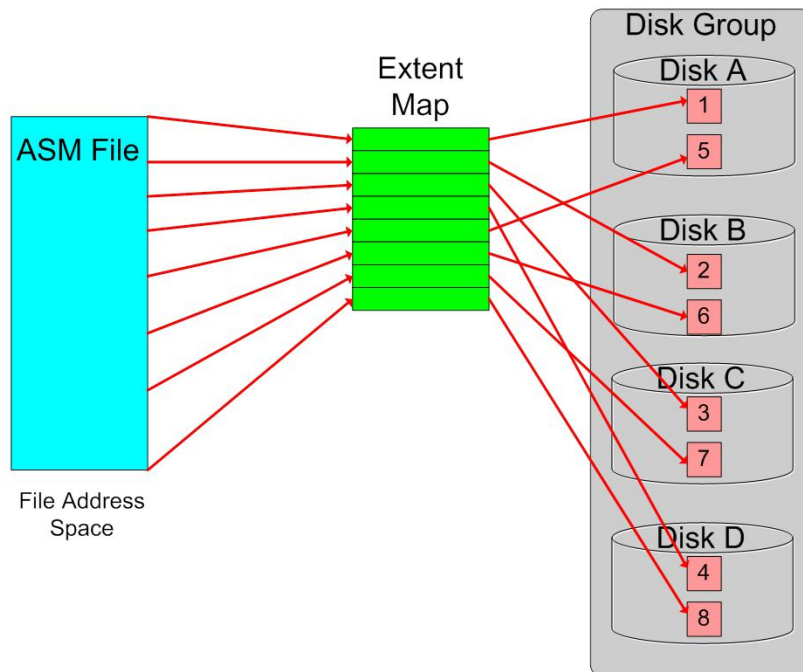 Disk Group
Extent
Map
ASM File
File Address
Space
Disk A
1
5
Disk B
2
6
Disk C
3
7
Disk D
4
8